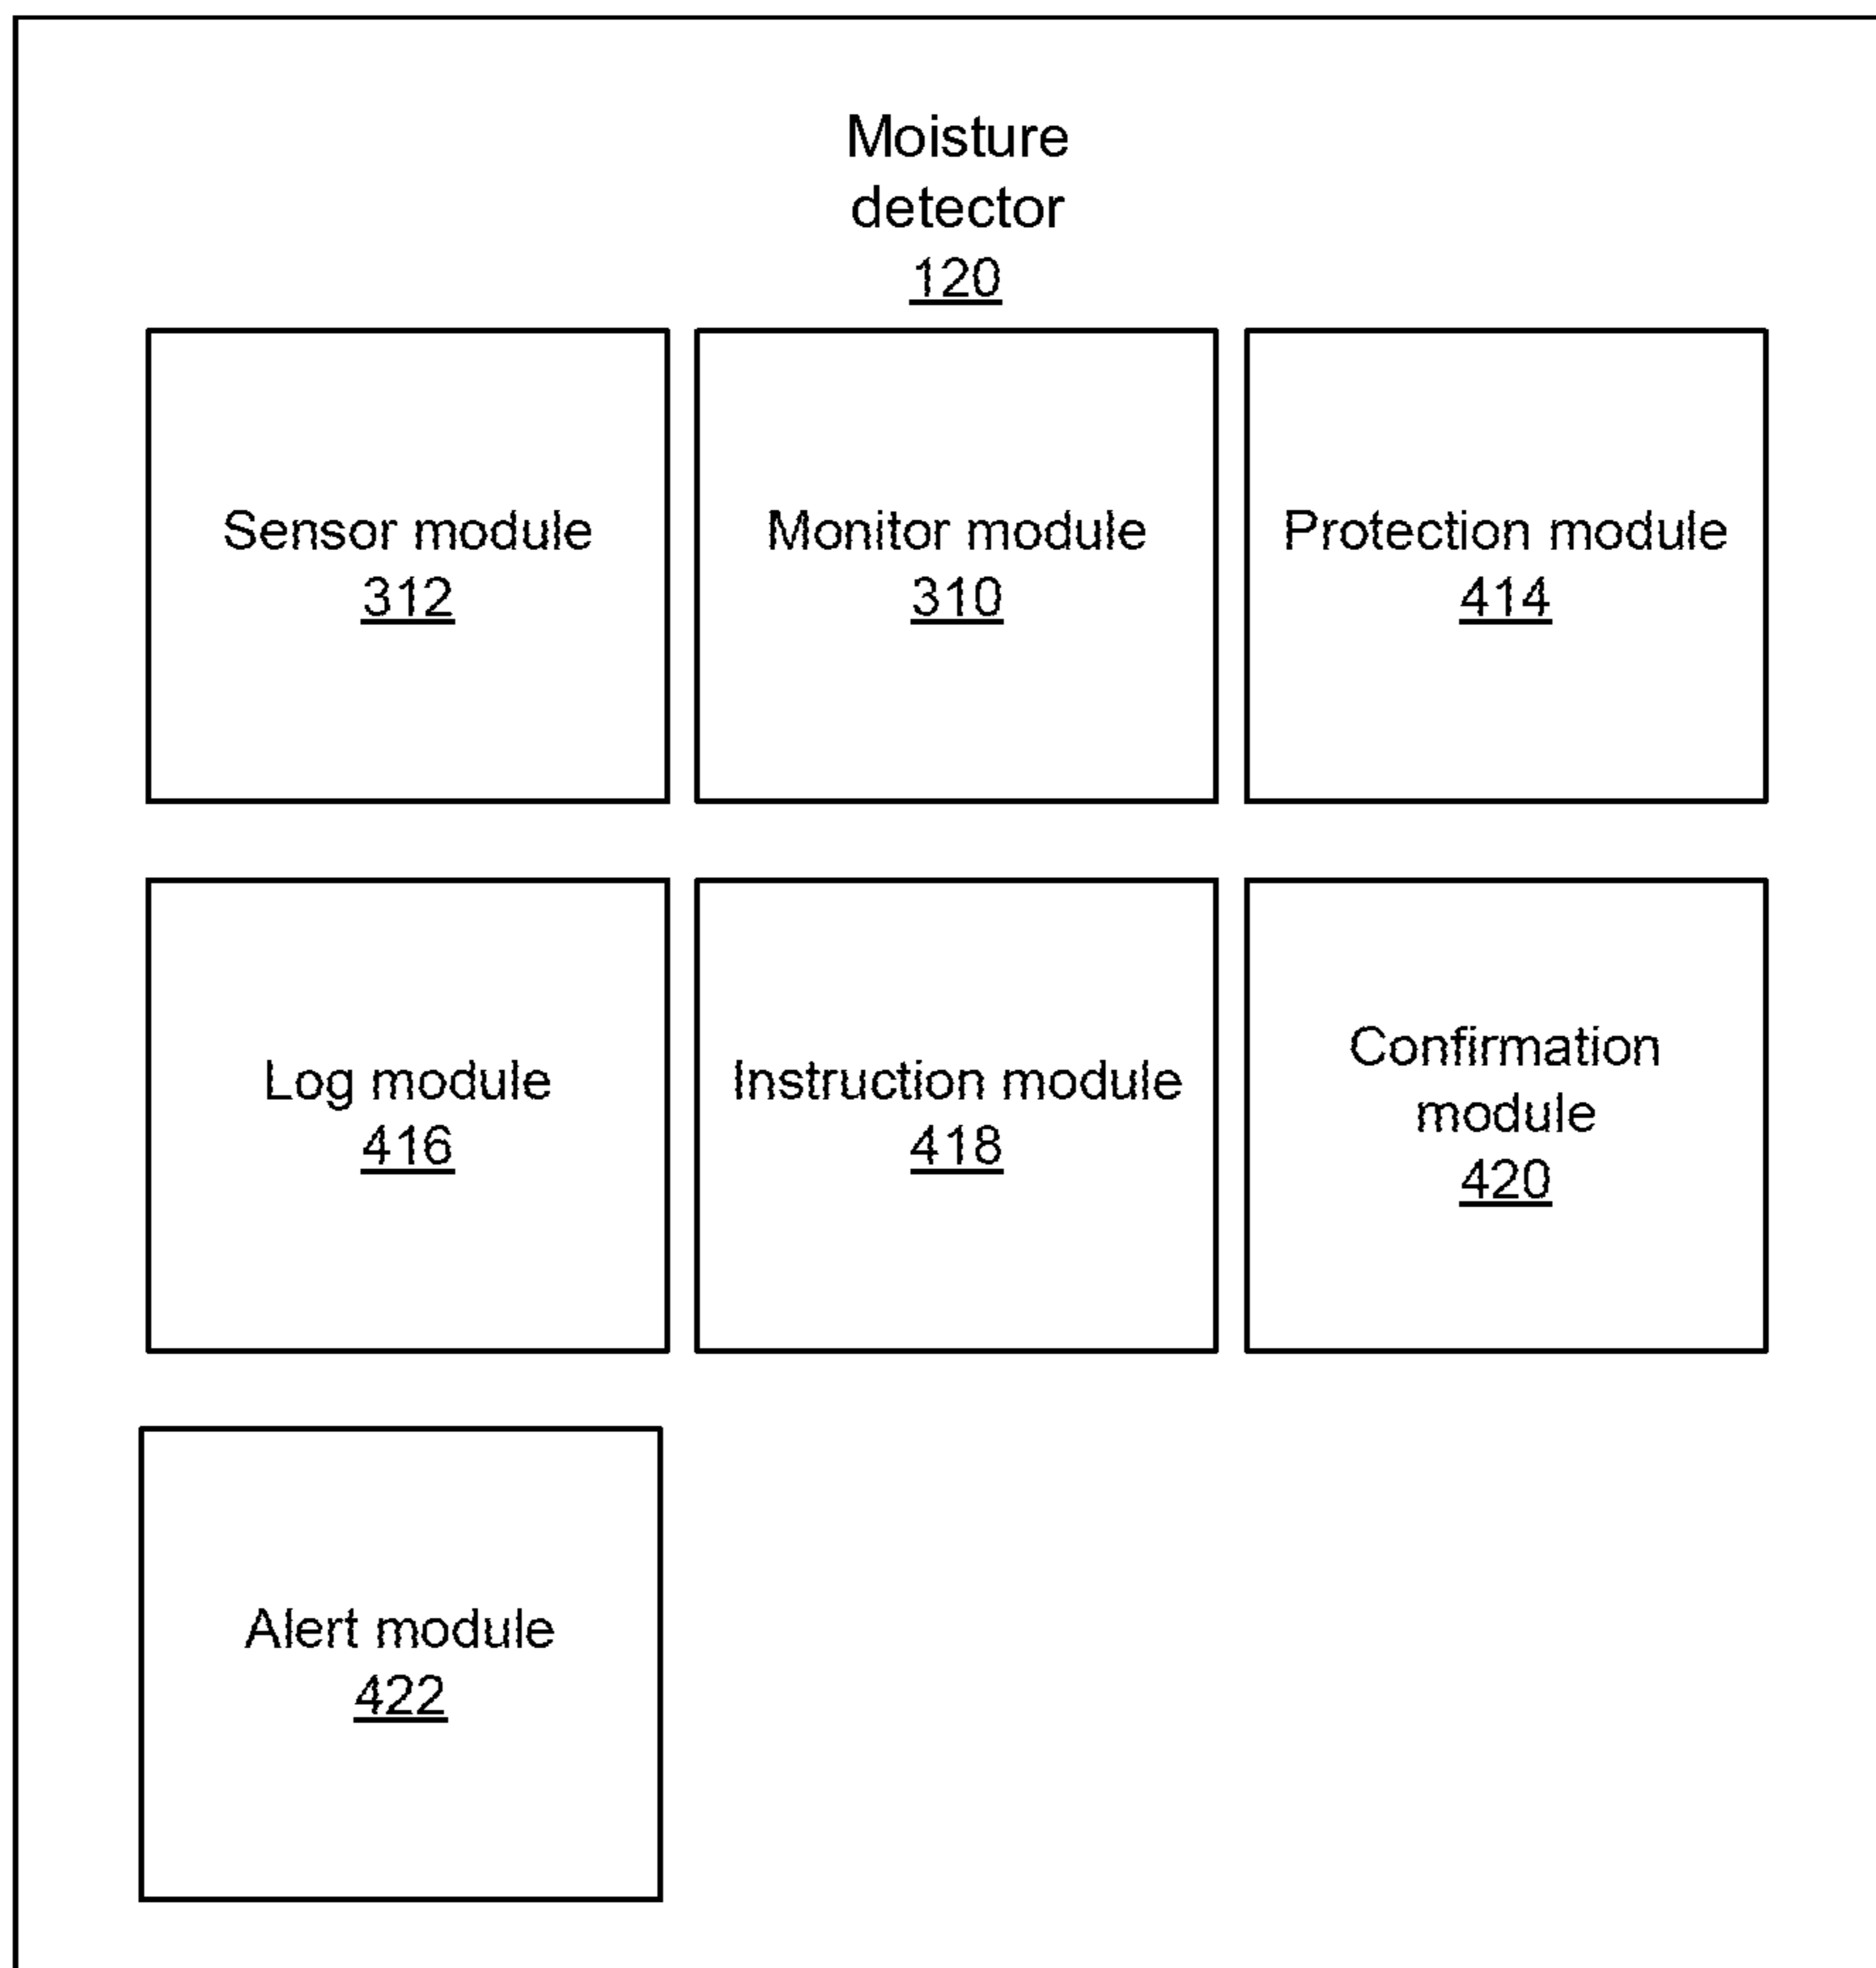 Moisture
detector
120
Sensor module
312
Monitor module
310
Protection module
414
Log module
416
Instruction module
418
Confirmation
module
420
Alert module
422